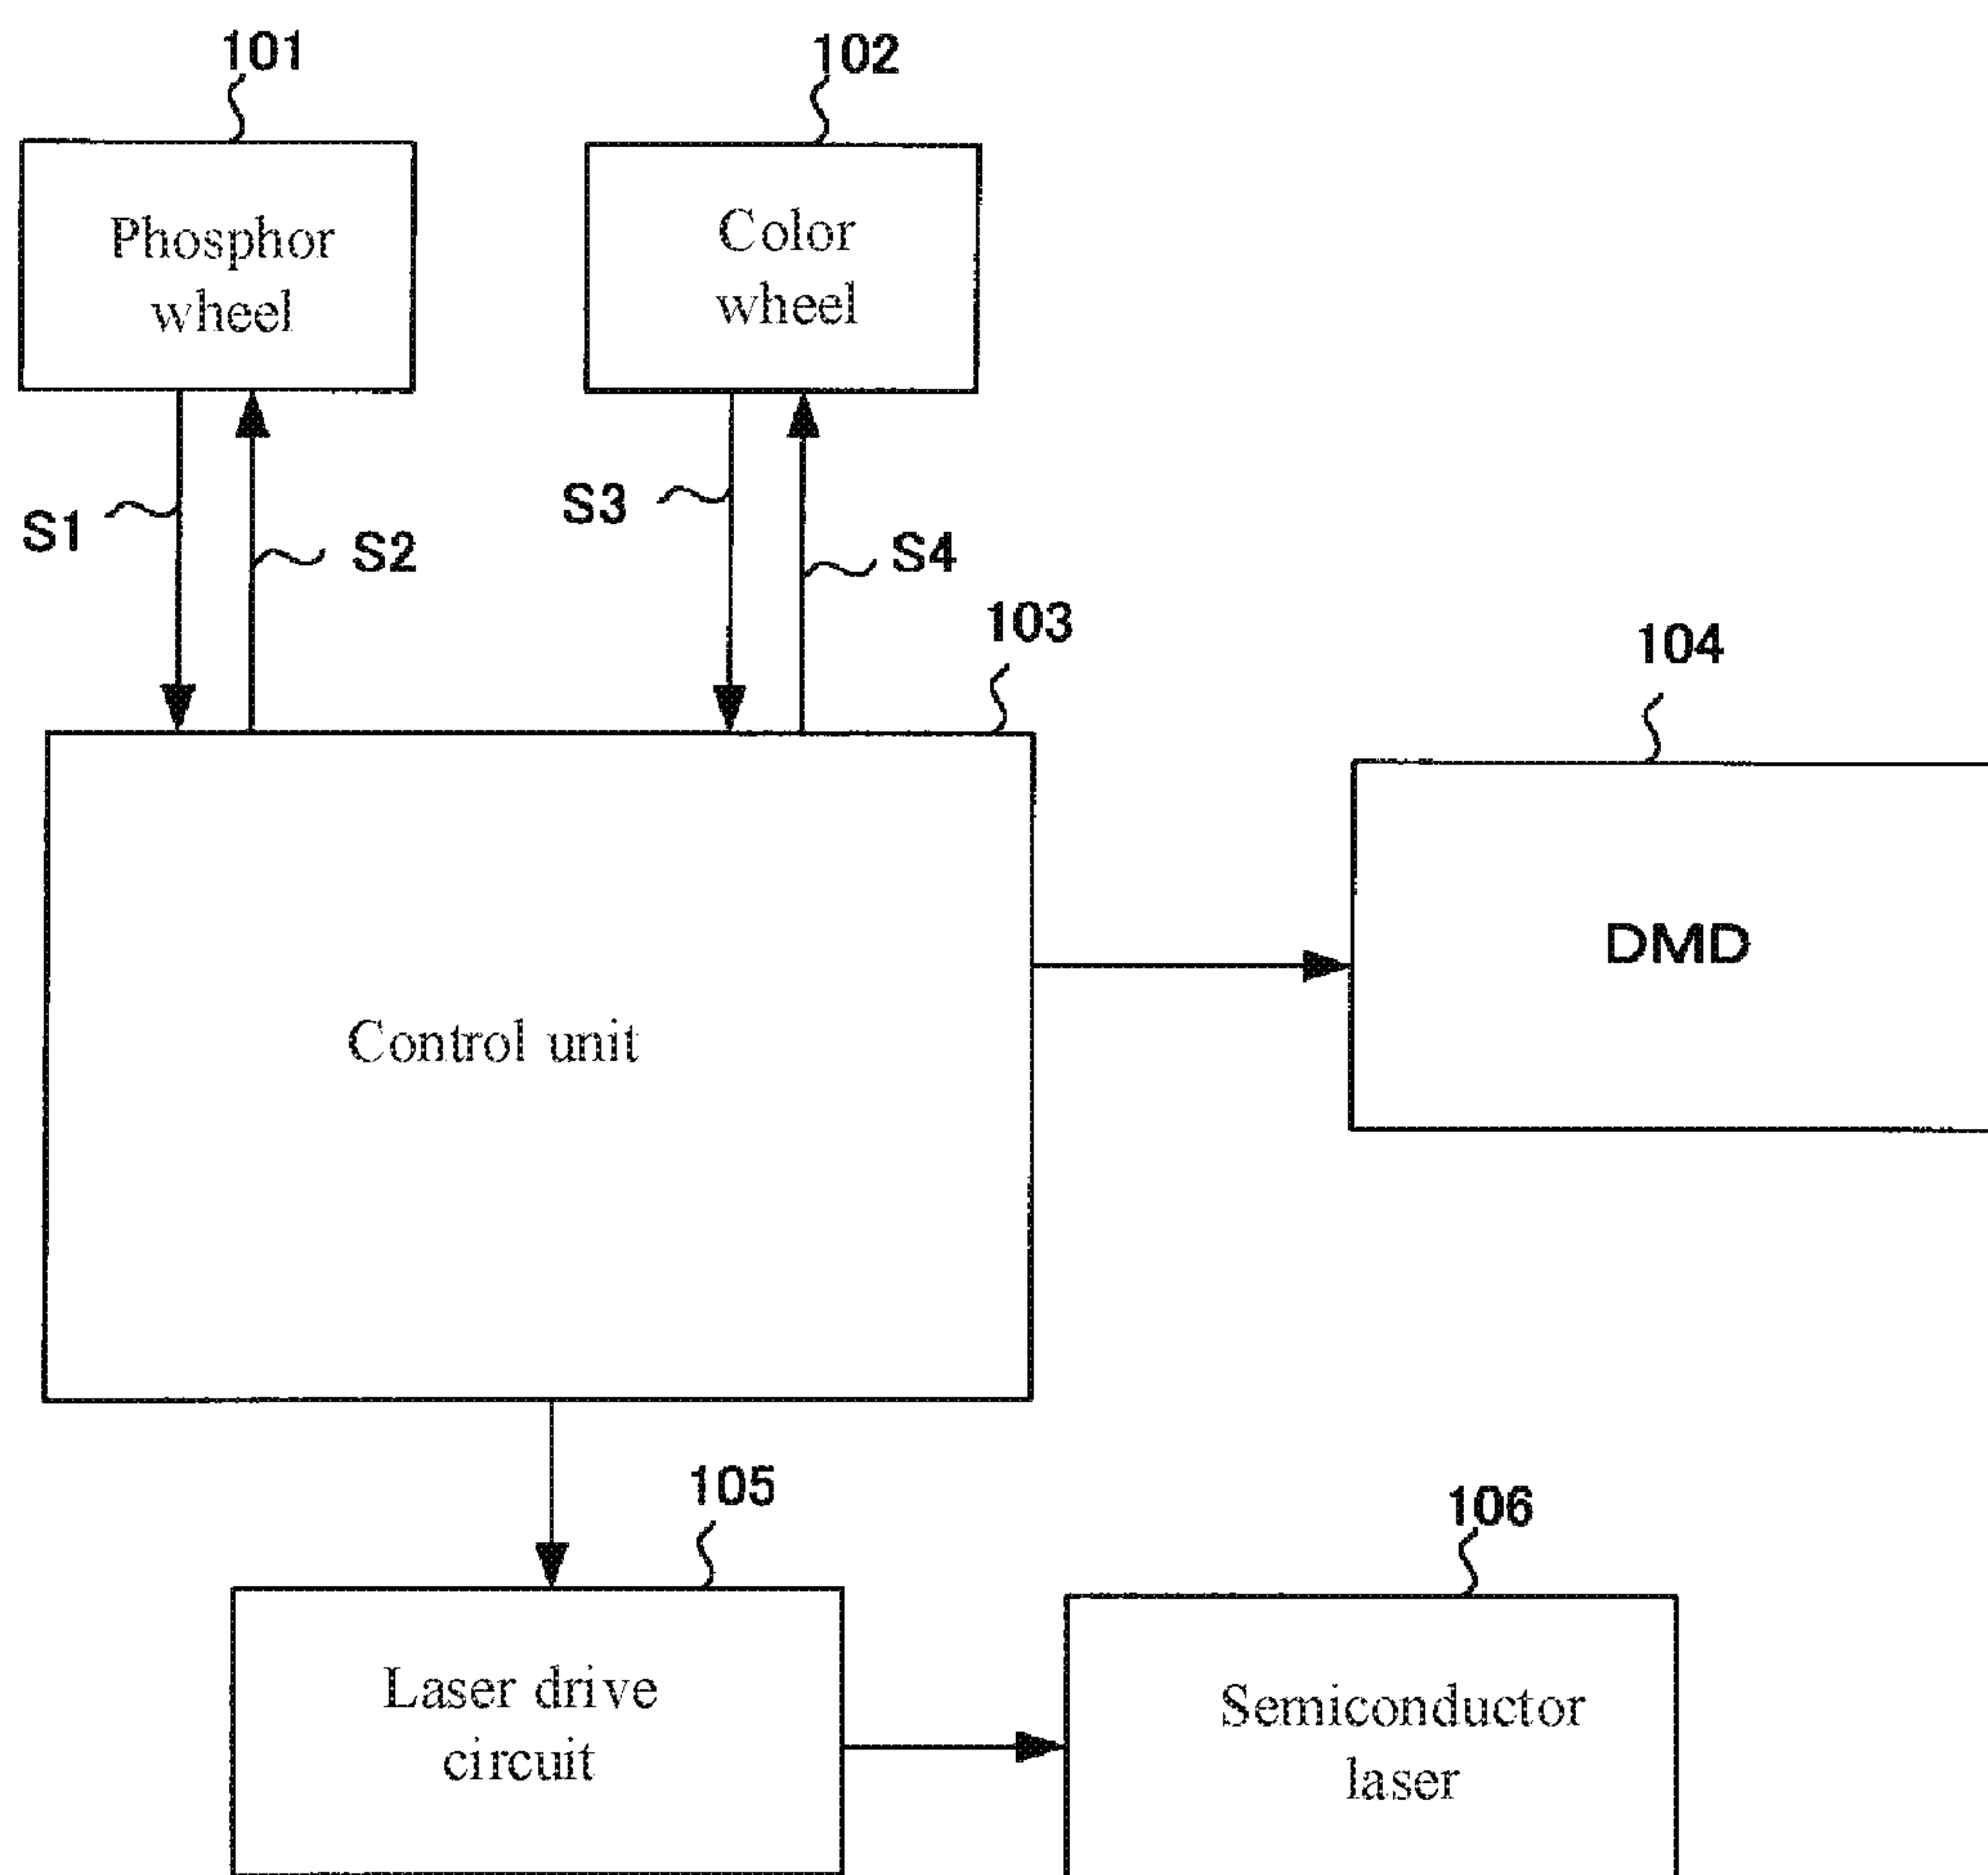 101
102
Phosphor
wheel
Color
wheel
S1
S2
S3
S4
103
104
Control unit
DMD
105
106
Laser drive
circuit
Semiconductor
laser